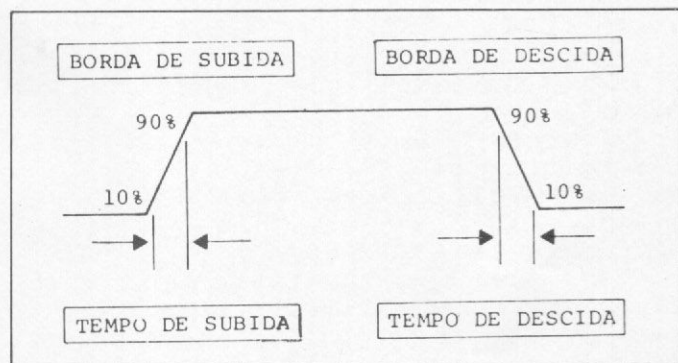 BORDA DE SUBIDA
BORDA DE DESCIDA
90%
90%
10%
10%
TEMPO DE SUBIDA
TEMPO DE DESCIDA